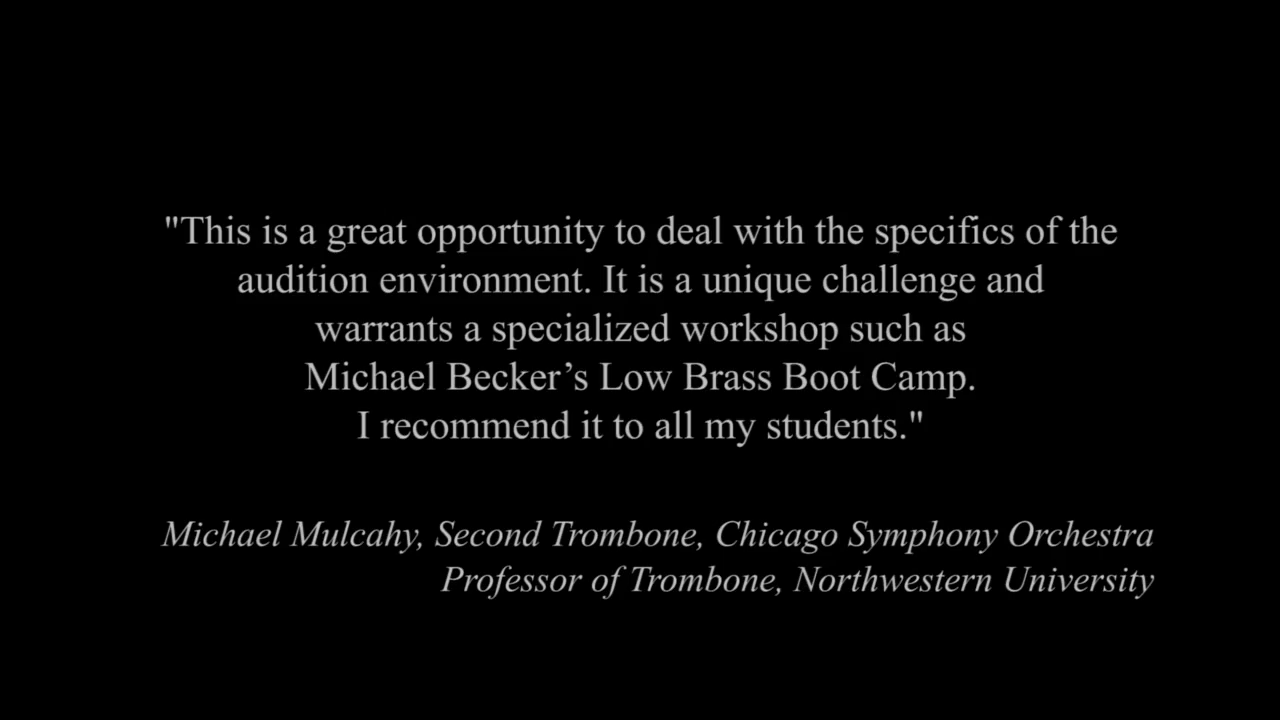 "This is a great opportunity to deal with the specifics of the
audition environment. It is a unique challenge and
warrants a specialized workshop such as
Michael Becker’s Low Brass Boot Camp.
I recommend it to all my students."
Michael Mulcahy, Second Trombone, Chicago Symphony Orchestra
Professor of Trombone, Northwestern University